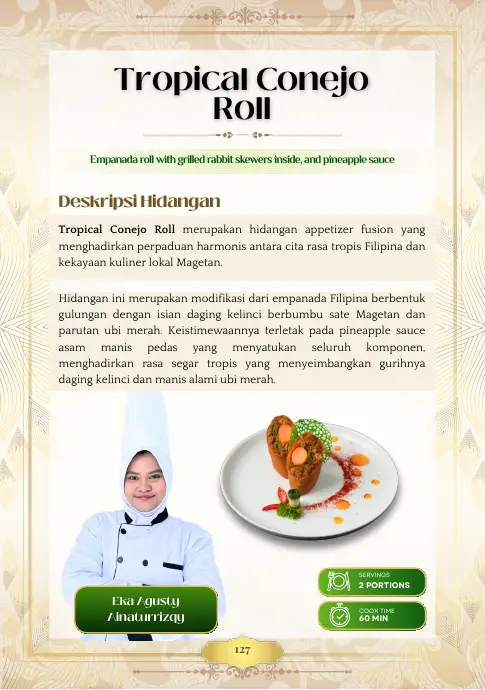 Tropical Conejo
Roll
Empanada roll with grilled rabbit skewers inside, and pineapple sauce
Deskripsi Hidangan
Tropical Conejo Roll merupakan hidangan appetizer fusion yang
menghadirkan perpaduan harmonis antara cita rasa tropis Filipina dan
kekayaan kuliner lokal Magetan.
Hidangan ini merupakan modifikasi dari empanada Filipina berbentuk
gulungan dengan isian daging kelinci berbumbu sate Magetan dan
parutan ubi merah. Keistimewaannya terletak pada pineapple sauce
asam manis pedas yang menyatukan seluruh komponen,
menghadirkan rasa segar tropis yang menyeimbangkan gurihnya
daging kelinci dan manis alami ubi merah.
Eka Agusty
Ainaturrizqy
SERVINGS
2 PORTIONS
COOK TIME
60 MIN
127